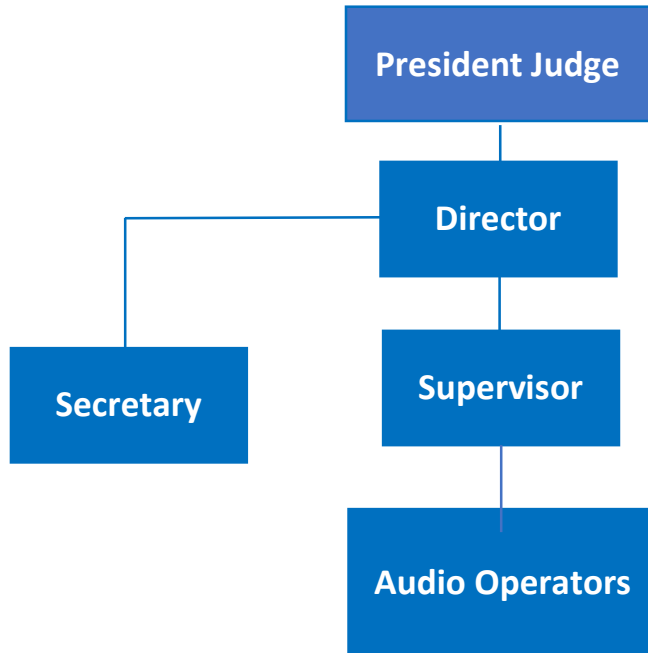 President Judge
Director
Secretary
Supervisor
Audio Operators